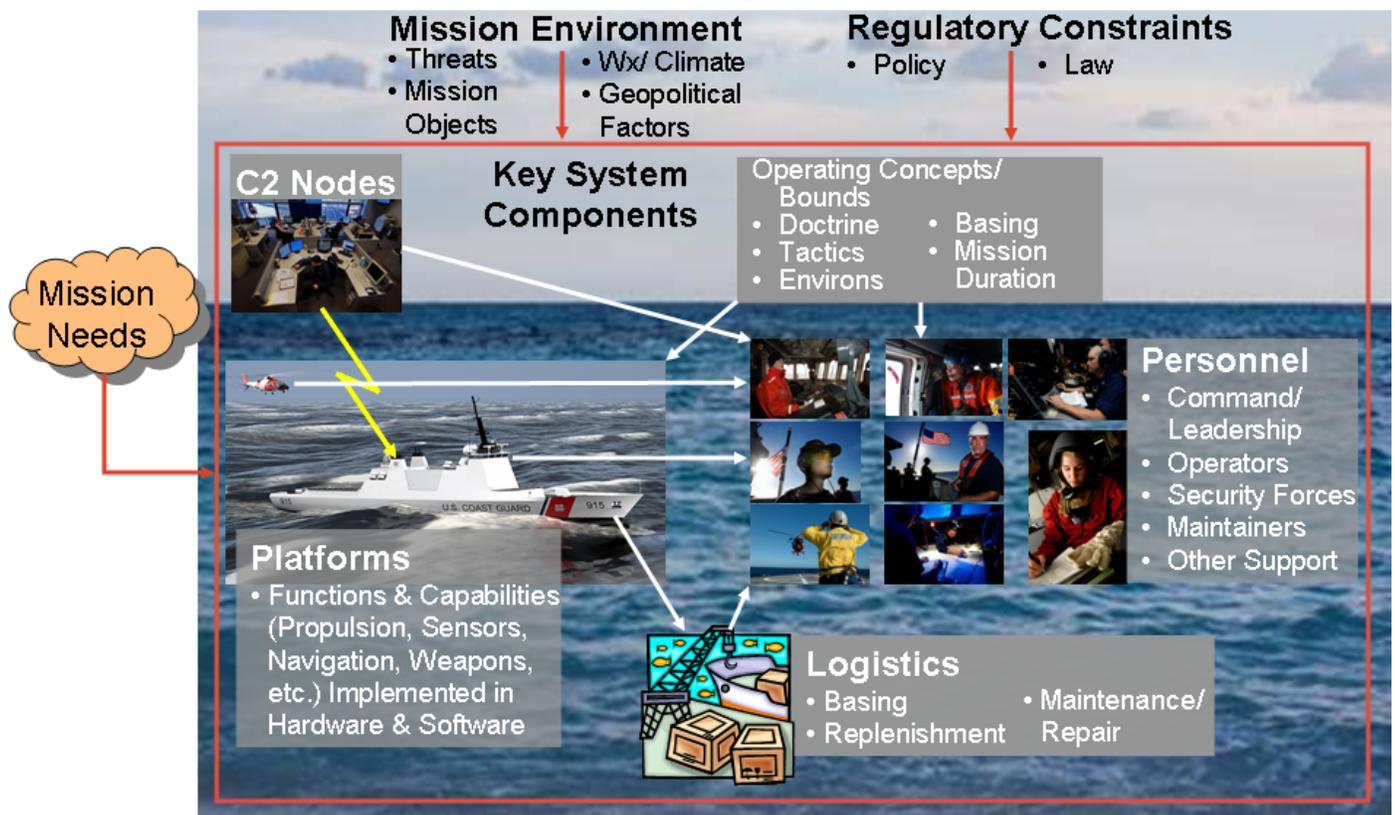 Mission Environment
• Threats
• Mission
Objects
• Wx/ Climate
• Geopolitical
Factors
Regulatory Constraints
• Policy
• Law
Mission
Needs
C2 Nodes
Key System
Components
Operating Concepts/
Bounds
• Doctrine
• Tactics
• Environs
• Basing
• Mission
Duration
915
U.S. COAST GUARD
915
Personnel
• Command/
Leadership
• Operators
• Security Forces
• Maintainers
• Other Support
Platforms
• Functions & Capabilities
(Propulsion, Sensors,
Navigation, Weapons,
etc.) Implemented in
Hardware & Software
Logistics
• Basing
• Replenishment
• Maintenance/
Repair